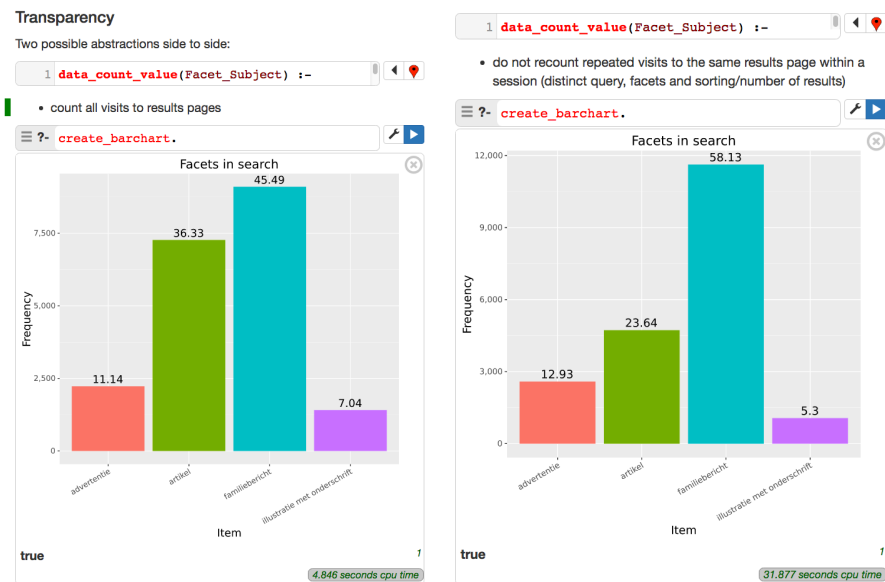 Transparency
Two possible abstractions side to side:
1 data_count_value(Facet_Subject) :-
• count all visits to results pages
?- create_barchart.
Facets in search
45.49
36.33
11.14
7.04
7,500
5,000
2,500
0
Frequency
advertentie
artikel
familiebericht
illustratie met onderschrift
Item
true
1
4.846 seconds cpu time
1 data_count_value(Facet_Subject) :-
• do not recount repeated visits to the same results page within a
session (distinct query, facets and sorting/number of results)
?- create_barchart.
Facets in search
58.13
23.64
12.93
5.3
12,000
9,000
6,000
3,000
0
Frequency
advertentie
artikel
familiebericht
illustratie met onderschrift
Item
true
1
31.877 seconds cpu time